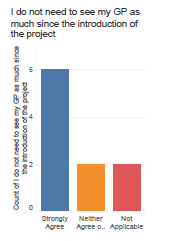 I do not need to see my GP as
much since the introduction of
the project
Count of I do not need to see my GP as much since
the introduction of the project
6
4
2
0
Strongly
Agree
Neither
Agree o..
Not
Applicable